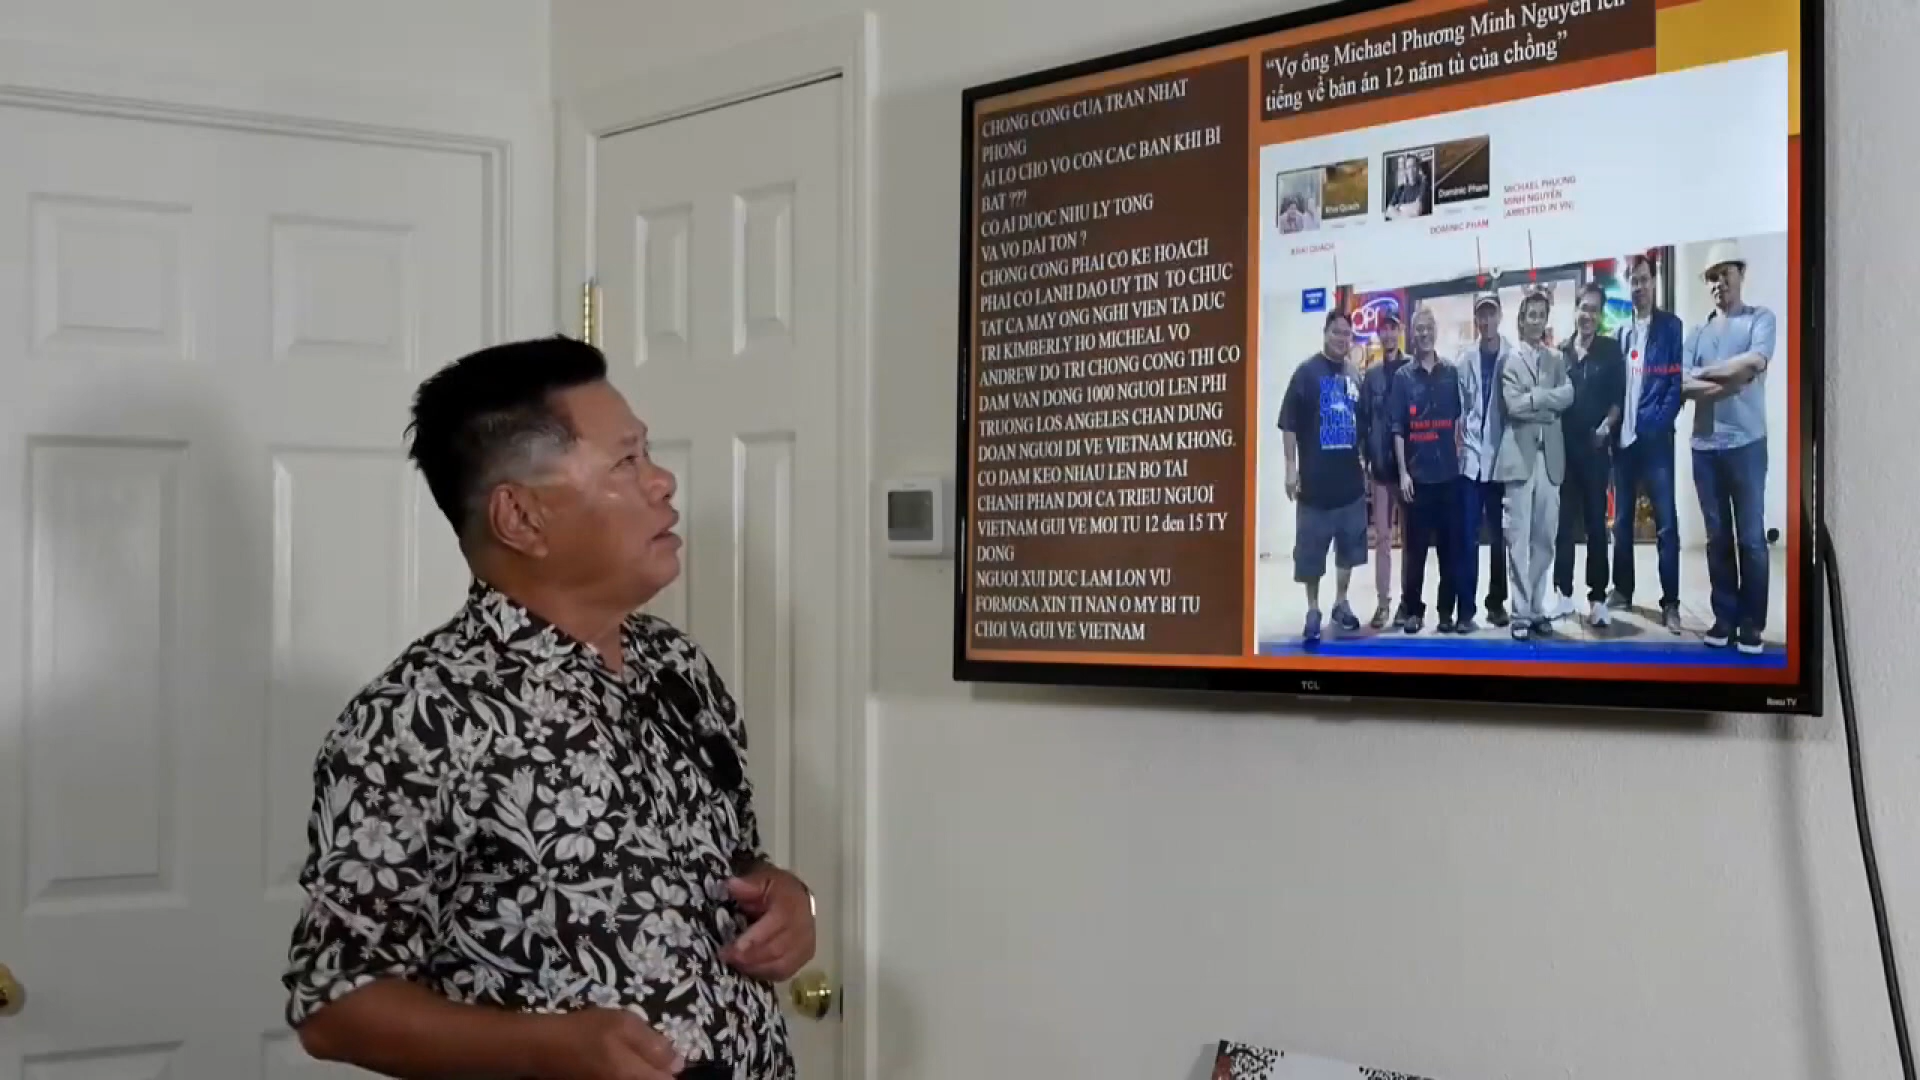 CHONG CONG CUA TRAN NHAT
PHONG
AI LO CHO VO CON CAC BAN KHI BI
BAT ???
CO AI DUOC NHU LY TONG
VA VO DAI TON ?
CHONG CONG PHAI CO KE HOACH
PHAI CO LANH DAO UY TIN TO CHUC
TAT CA MAY ONG NGHI VIEN TA DUC
TRI KIMBERLY HO MICHEAL VO
ANDREW DO TRI CHONG CONG THI CO
DAM VAN DONG 1000 NGUOI LEN PHI
TRUONG LOS ANGELES CHAN DUNG
DOAN NGUOI DI VE VIETNAM KHONG.
CO DAM KEO NHAU LEN BO TAI
CHANH PHAN DOI CA TRIEU NGUOI
VIETNAM GUI VE MOI TU 12 den 15 TY
DONG
NGUOI XUI DUC LAM LON VU
FORMOSA XIN TI NAN O MY BI TU
CHOI VA GUI VE VIETNAM
“Vợ ông Michael Phương Minh Nguyễn lên
tiếng về bản án 12 năm tù của chồng”
Khai Quach
Dominic Pham
MICHAEL PHUONG
MINH NGUYEN
(ARRESTED IN VN)
KHAI QUACH
DOMINIC PHAM
TRAN NHAT
PHONG
TCL
Roku TV